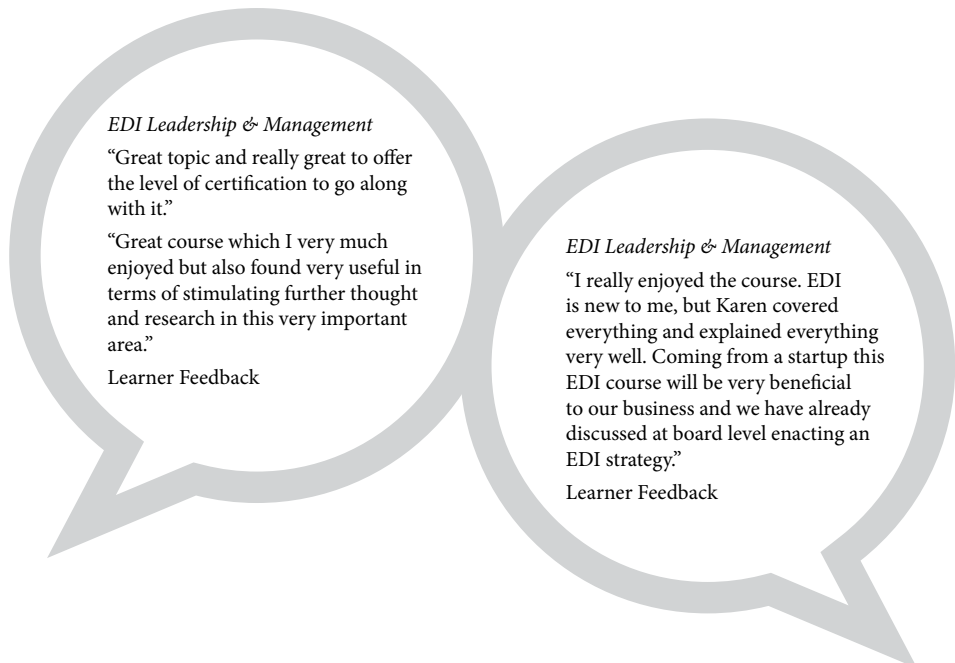 EDI Leadership & Management
“Great topic and really great to offer
the level of certification to go along
with it.”
“Great course which I very much
enjoyed but also found very useful in
terms of stimulating further thought
and research in this very important
area.”
Learner Feedback
EDI Leadership & Management
“I really enjoyed the course. EDI
is new to me, but Karen covered
everything and explained everything
very well. Coming from a startup this
EDI course will be very beneficial
to our business and we have already
discussed at board level enacting an
EDI strategy.”
Learner Feedback